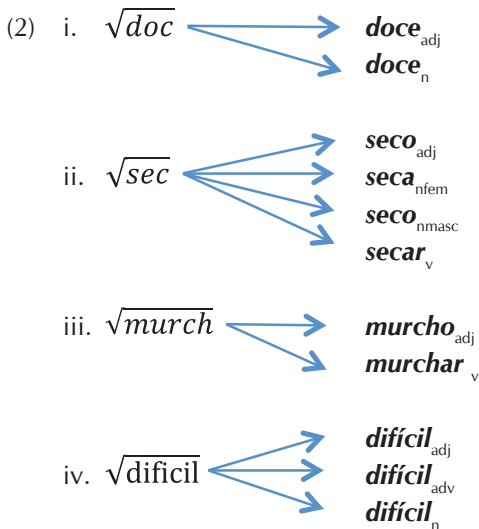 (2) i. √doc doce adj
doce n
ii. √sec seco adj
seca nfem
seco nmasc
secar v
iii. √murch murcho adj
murchar v
iv. √dificil difícil adj
difícil adv
difícil n